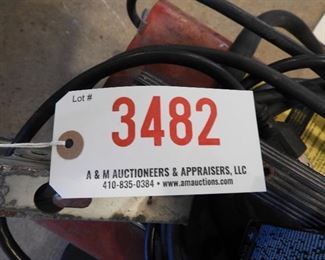 Lot #
3482
A & M AUCTIONEERS & APPRAISERS, LLC
410-835-0384 • www.amauctions.com